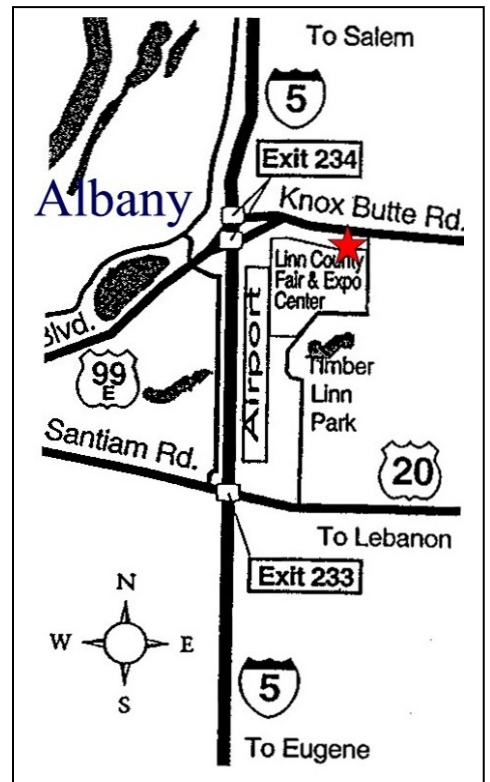 To Salem
5
Exit 234
Albany
Knox Butte Rd.
Linn County
Fair & Expo
Center
Airport
Blvd.
99
E
Timber
Linn
Park
Santiam Rd.
20
To Lebanon
Exit 233
N
W
E
S
5
To Eugene